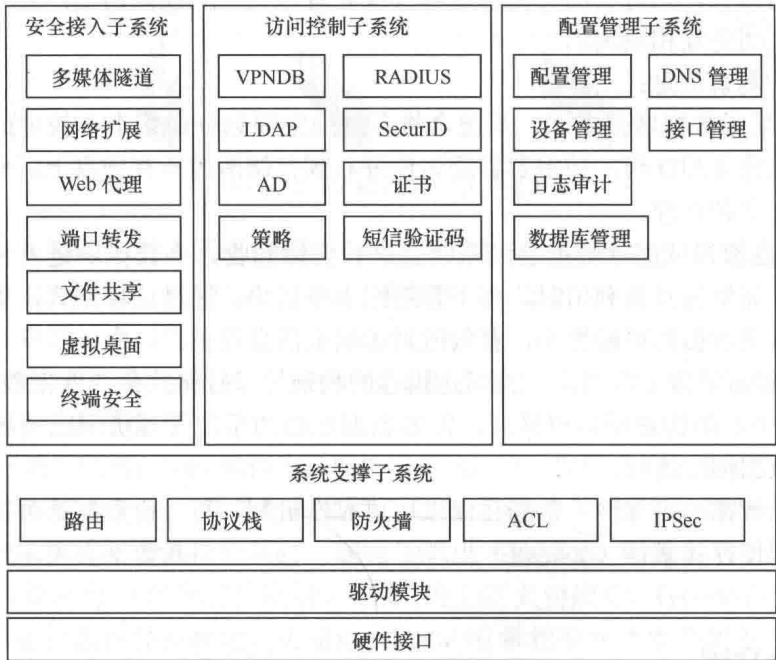 安全接入子系统
多媒体隧道
网络扩展
Web 代理
端口转发
文件共享
虚拟桌面
终端安全
访问控制子系统
VPNDB RADIUS
LDAP SecurID
AD 证书
策略 短信验证码
配置管理子系统
配置管理 DNS 管理
设备管理 接口管理
日志审计
数据库管理
系统支撑子系统
路由 协议栈 防火墙 ACL IPSec
驱动模块
硬件接口